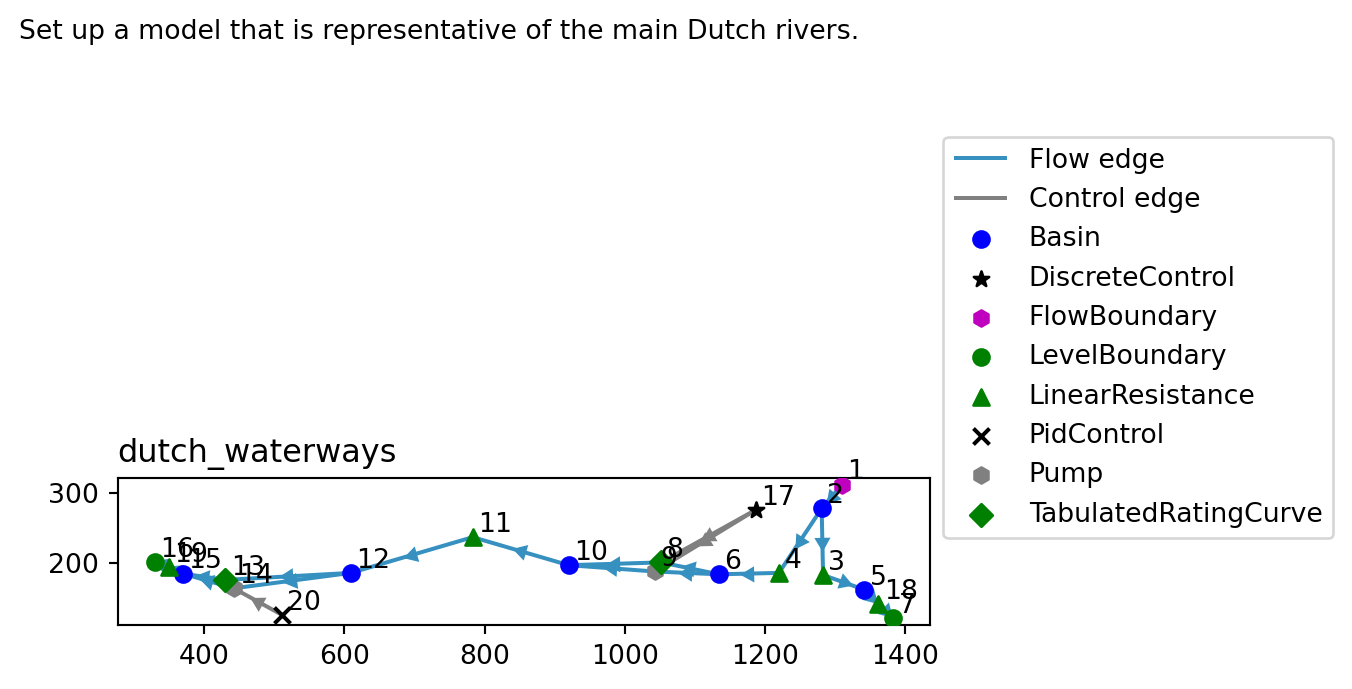 Set up a model that is representative of the main Dutch rivers.
Flow edge
Control edge
Basin
DiscreteControl
FlowBoundary
LevelBoundary
LinearResistance
PidControl
Pump
TabulatedRatingCurve
dutch_waterways
300
200
1
2
17
11
16
19
15
13
14
12
10
8
9
6
4
3
5
18
7
20
400
600
800
1000
1200
1400